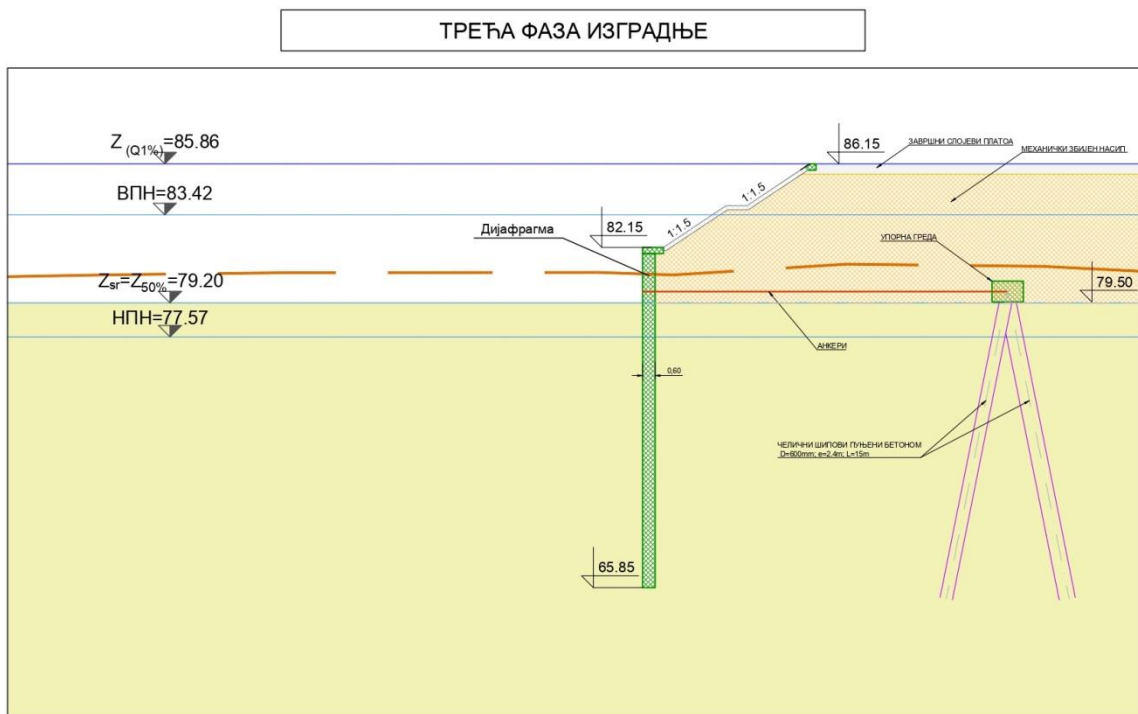 ТРЕЋА ФАЗА ИЗГРАДЊЕ
Z (Q1%)=85.86
86.15
ЗАВРШНИ СЛОЈЕВИ ПЛАТОА
МЕХАНИЧКИ ЗБИЈЕН НАСИП
ВПН=83.42
1:1.5
1:1.5
82.15
Дијафрагма
УПОРНА ГРЕДА
Zsr=Z50%=79.20
79.50
НПН=77.57
АНКЕРИ
0,60
ЧЕЛИЧНИ ШИПОВИ ПУЊЕНИ БЕТОНОМ
D=600mm; e=2.4m; L=15m
65.85